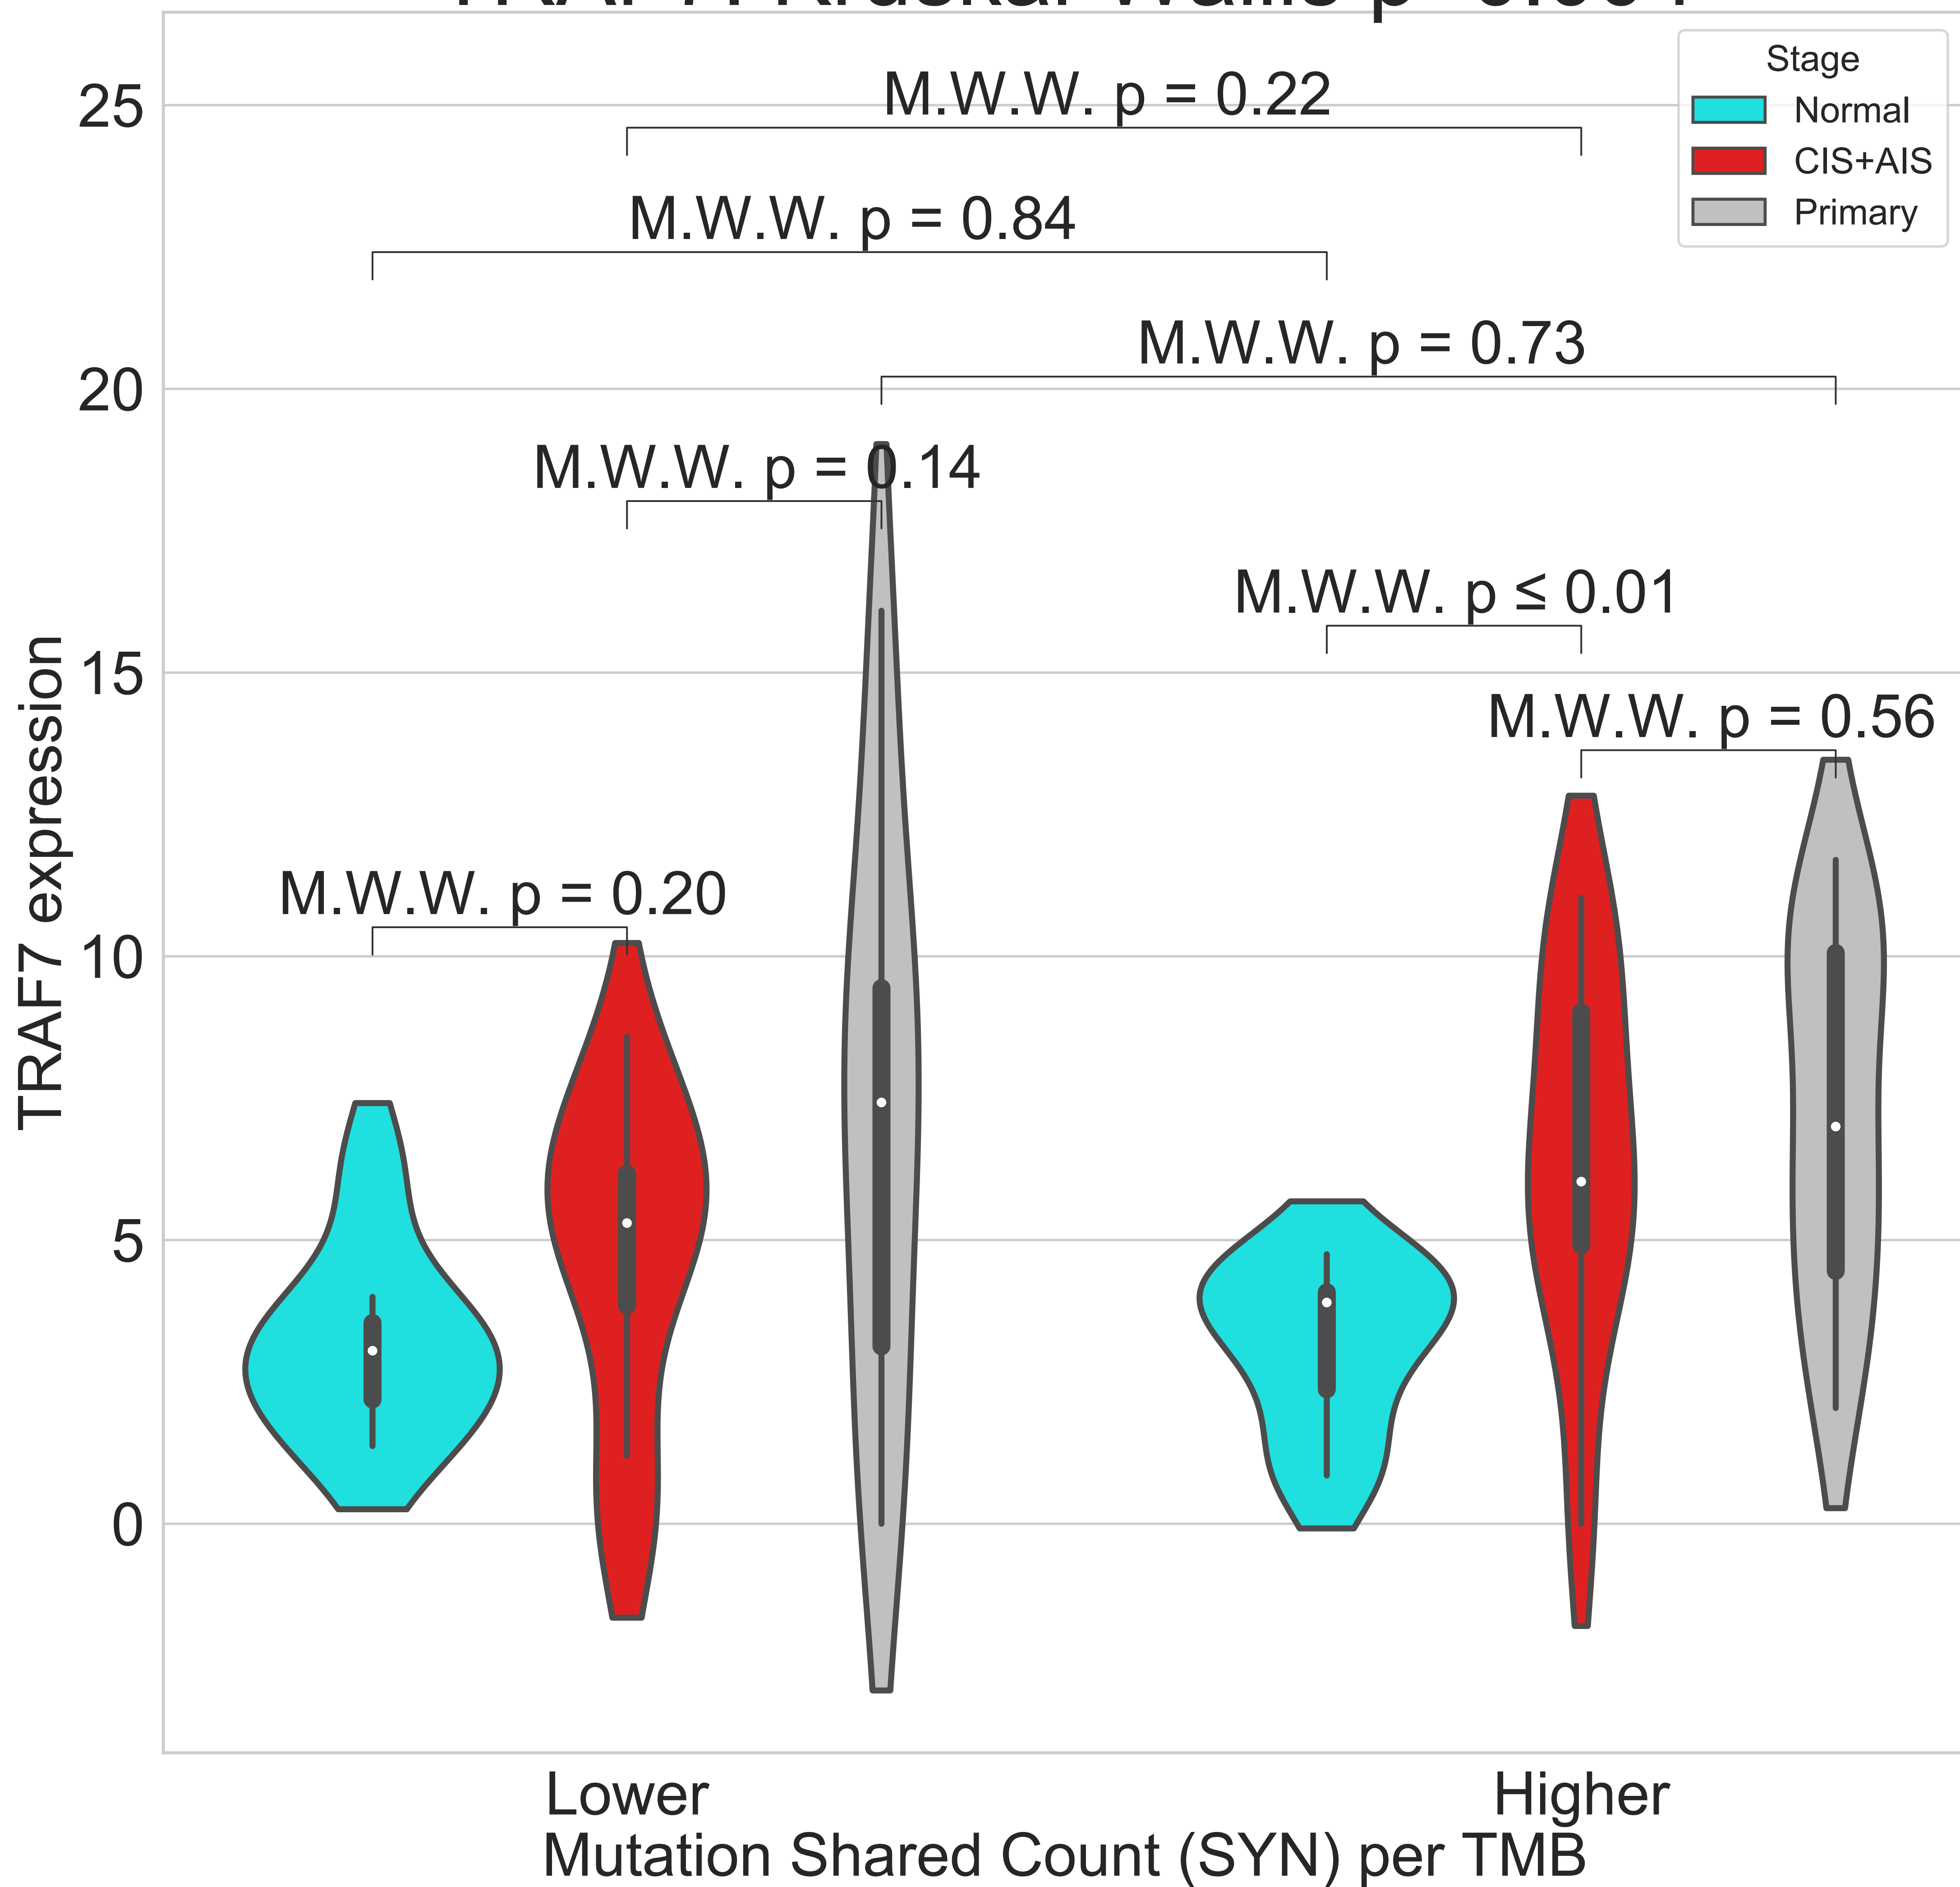 Stage
Normal
CIS+AIS
Primary
M.W.W. p = 0.22
M.W.W. p = 0.84
M.W.W. p = 0.73
M.W.W. p = 0.14
M.W.W. p ≤ 0.01
M.W.W. p = 0.56
M.W.W. p = 0.20
25
20
15
10
5
0
TRAF7 expression
Lower
Higher
Mutation Shared Count (SYN) per TMB